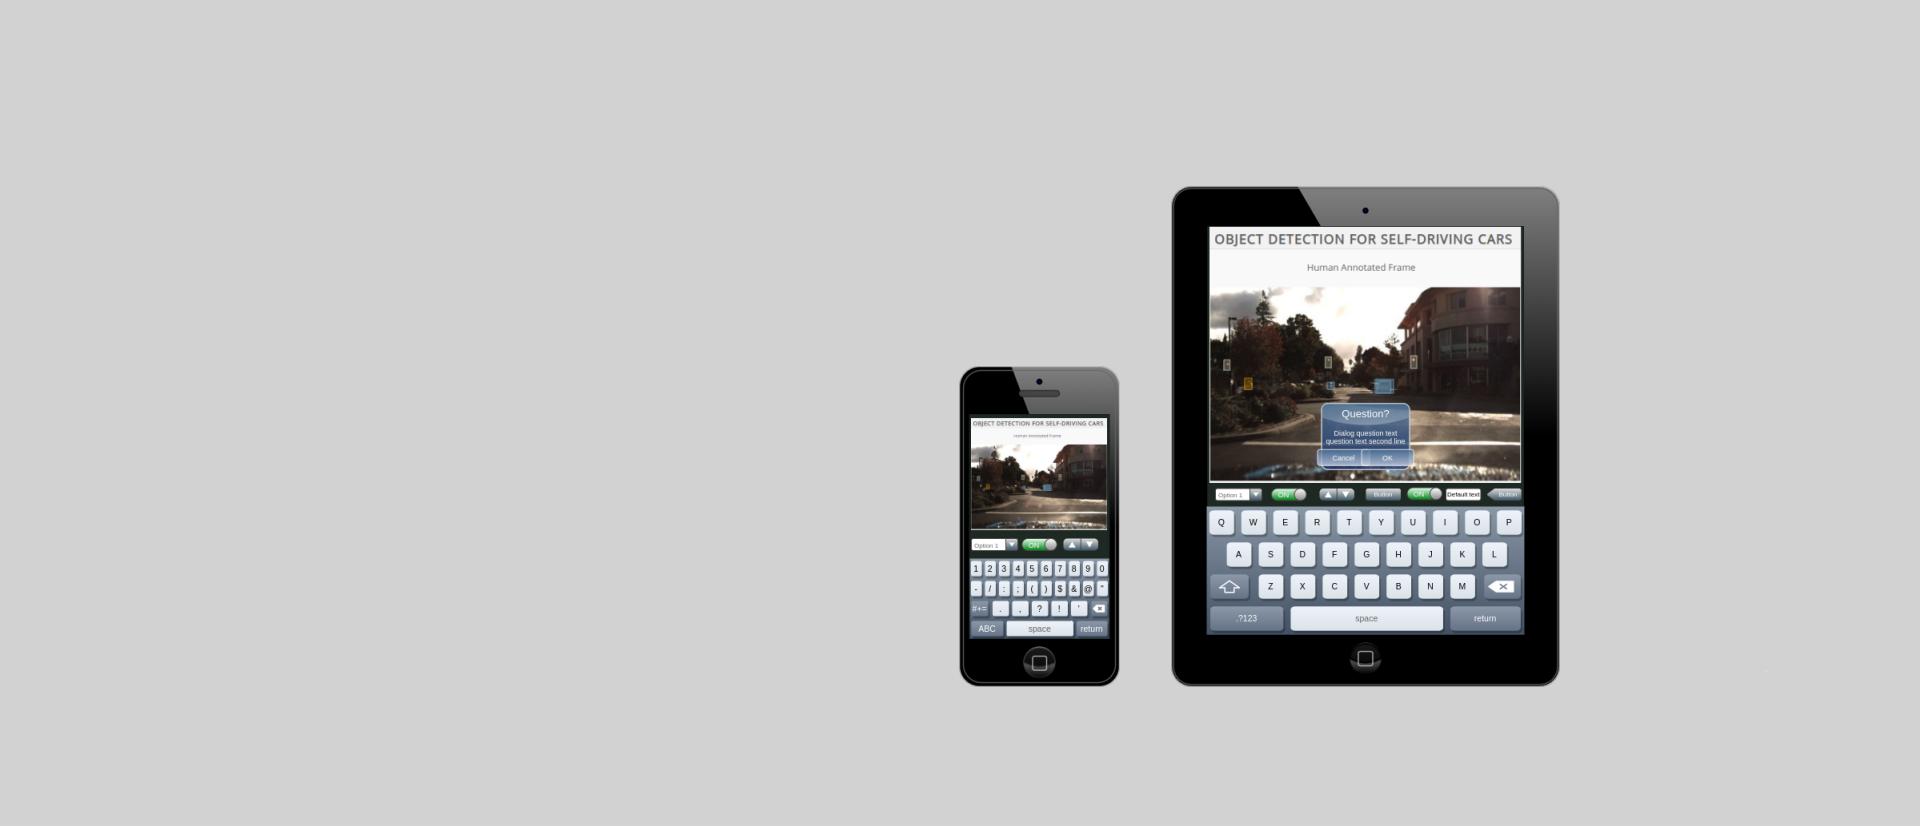 OBJECT DETECTION FOR SELF-DRIVING CARS
Human Annotated Frame
Option 1
ON
1 2 3 4 5 6 7 8 9 0
- / : ; ( ) $ & @ "
#+= . , ? ! '
ABC space return
OBJECT DETECTION FOR SELF-DRIVING CARS
Human Annotated Frame
Question?
Dialog question text
question text second line
Cancel OK
Option 1 ON Button ON Default text Button
Q W E R T Y U I O P
A S D F G H J K L
Z X C V B N M
.?123 space return